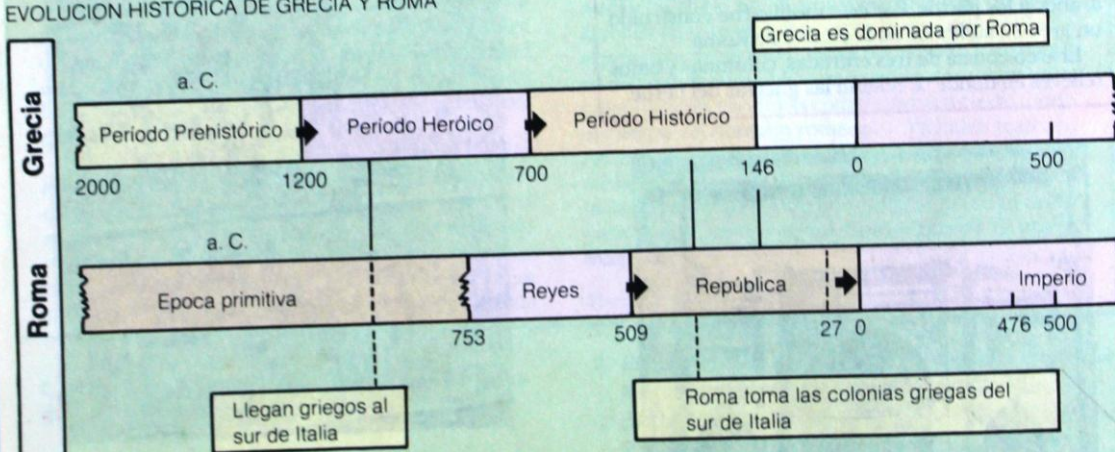 EVOLUCION HISTORICA DE GRECIA Y ROMA
Grecia es dominada por Roma
Grecia
a. C.
Período Prehistórico
Período Heróico
Período Histórico
2000
1200
700
146
0
500
Roma
a. C.
Epoca primitiva
Reyes
República
Imperio
753
509
27
0
476
500
Llegan griegos al
sur de Italia
Roma toma las colonias griegas del
sur de Italia